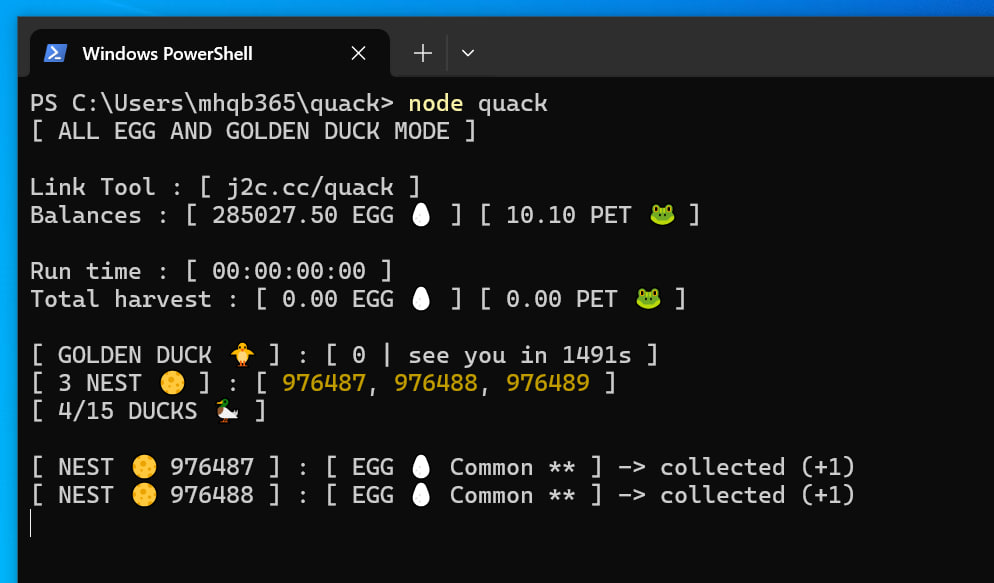 Windows PowerShell
PS C:\Users\mhqb365\quack> node quack
[ ALL EGG AND GOLDEN DUCK MODE ]
Link Tool : [ j2c.cc/quack ]
Balances : [ 285027.50 EGG 🥚 ] [ 10.10 PET 🐸 ]
Run time : [ 00:00:00:00 ]
Total harvest : [ 0.00 EGG 🥚 ] [ 0.00 PET 🐸 ]
[ GOLDEN DUCK 🐥 ] : [ 0 | see you in 1491s ]
[ 3 NEST 🌕 ] : [ 976487, 976488, 976489 ]
[ 4/15 DUCKS 🦆 ]
[ NEST 🌕 976487 ] : [ EGG 🥚 Common ** ] -> collected (+1)
[ NEST 🌕 976488 ] : [ EGG 🥚 Common ** ] -> collected (+1)